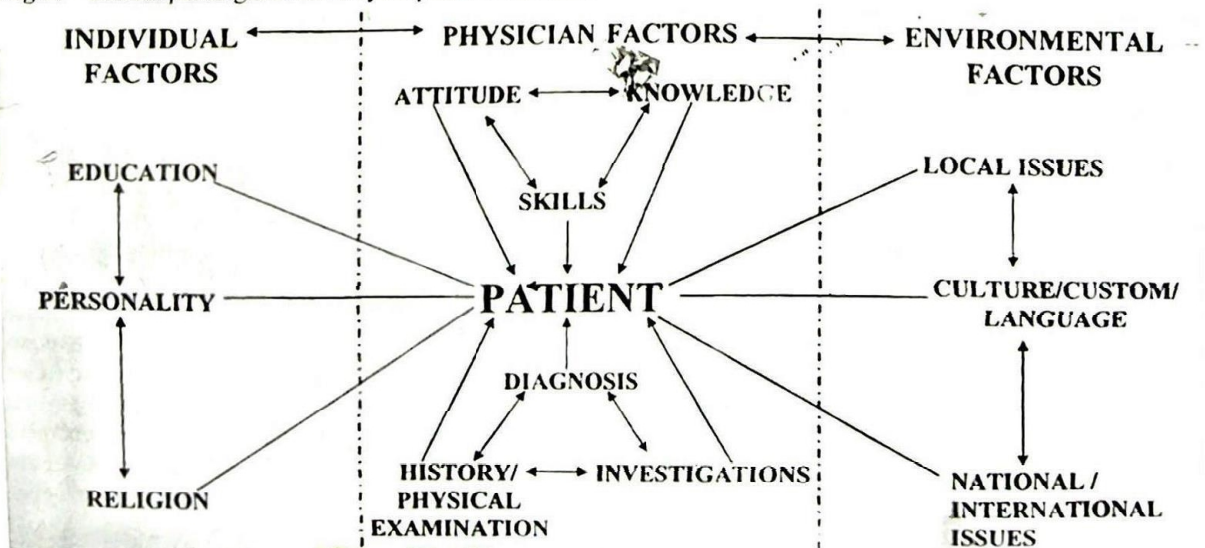 INDIVIDUAL
FACTORS
PHYSICIAN FACTORS
ENVIRONMENTAL
FACTORS
ATTITUDE
KNOWLEDGE
SKILLS
EDUCATION
PERSONALITY
RELIGION
PATIENT
DIAGNOSIS
HISTORY/
PHYSICAL
EXAMINATION
INVESTIGATIONS
LOCAL ISSUES
CULTURE/CUSTOM/
LANGUAGE
NATIONAL /
INTERNATIONAL
ISSUES